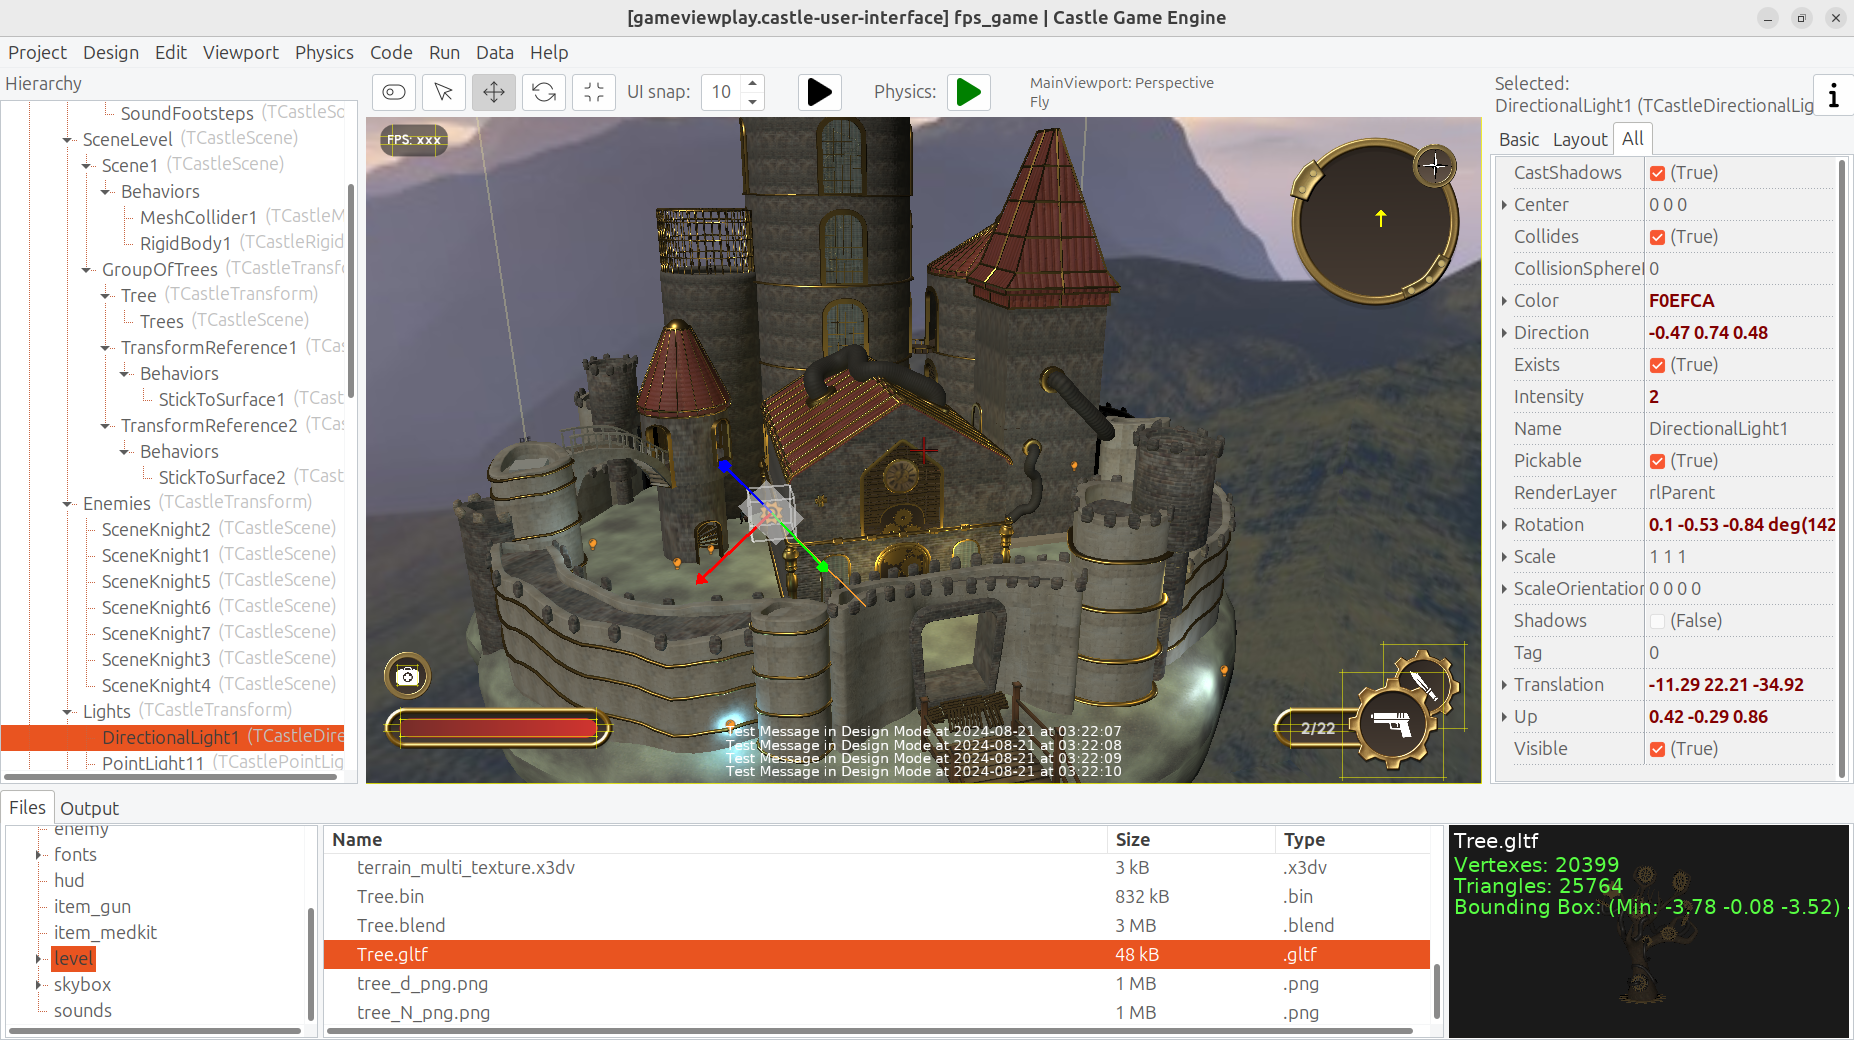 [gameviewplay.castle-user-interface] fps_game | Castle Game Engine
Project Design Edit Viewport Physics Code Run Data Help
Hierarchy
SoundFootsteps (TCastleSc
SceneLevel (TCastleScene)
Scene1 (TCastleScene)
Behaviors
MeshCollider1 (TCastleM
RigidBody1 (TCastleRigid
GroupOfTrees (TCastleTransf
Tree (TCastleTransform)
Trees (TCastleScene)
TransformReference1 (TCas
Behaviors
StickToSurface1 (TCast
TransformReference2 (TCas
Behaviors
StickToSurface2 (TCast
Enemies (TCastleTransform)
SceneKnight2 (TCastleScene)
SceneKnight1 (TCastleScene)
SceneKnight5 (TCastleScene)
SceneKnight6 (TCastleScene)
SceneKnight7 (TCastleScene)
SceneKnight3 (TCastleScene)
SceneKnight4 (TCastleScene)
Lights (TCastleTransform)
DirectionalLight1 (TCastleDire
PointLight11 (TCastlePointLig
UI snap: 10
Physics:
MainViewport: Perspective
Fly
FPS: xxx
2/22
Test Message in Design Mode at 2024-08-21 at 03:22:07
Test Message in Design Mode at 2024-08-21 at 03:22:08
Test Message in Design Mode at 2024-08-21 at 03:22:09
Test Message in Design Mode at 2024-08-21 at 03:22:10
Selected:
DirectionalLight1 (TCastleDirectionalLig
i
Basic Layout All
CastShadows (True)
Center 0 0 0
Collides (True)
CollisionSphereI 0
Color F0EFCA
Direction -0.47 0.74 0.48
Exists (True)
Intensity 2
Name DirectionalLight1
Pickable (True)
RenderLayer rlParent
Rotation 0.1 -0.53 -0.84 deg(142
Scale 1 1 1
ScaleOrientation 0 0 0 0
Shadows (False)
Tag 0
Translation -11.29 22.21 -34.92
Up 0.42 -0.29 0.86
Visible (True)
Files Output
enemy
fonts
hud
item_gun
item_medkit
level
skybox
sounds
Name Size Type
terrain_multi_texture.x3dv 3 kB .x3dv
Tree.bin 832 kB .bin
Tree.blend 3 MB .blend
Tree.gltf 48 kB .gltf
tree_d_png.png 1 MB .png
tree_N_png.png 1 MB .png
Tree.gltf
Vertexes: 20399
Triangles: 25764
Bounding Box: (Min: -3.78 -0.08 -3.52) -